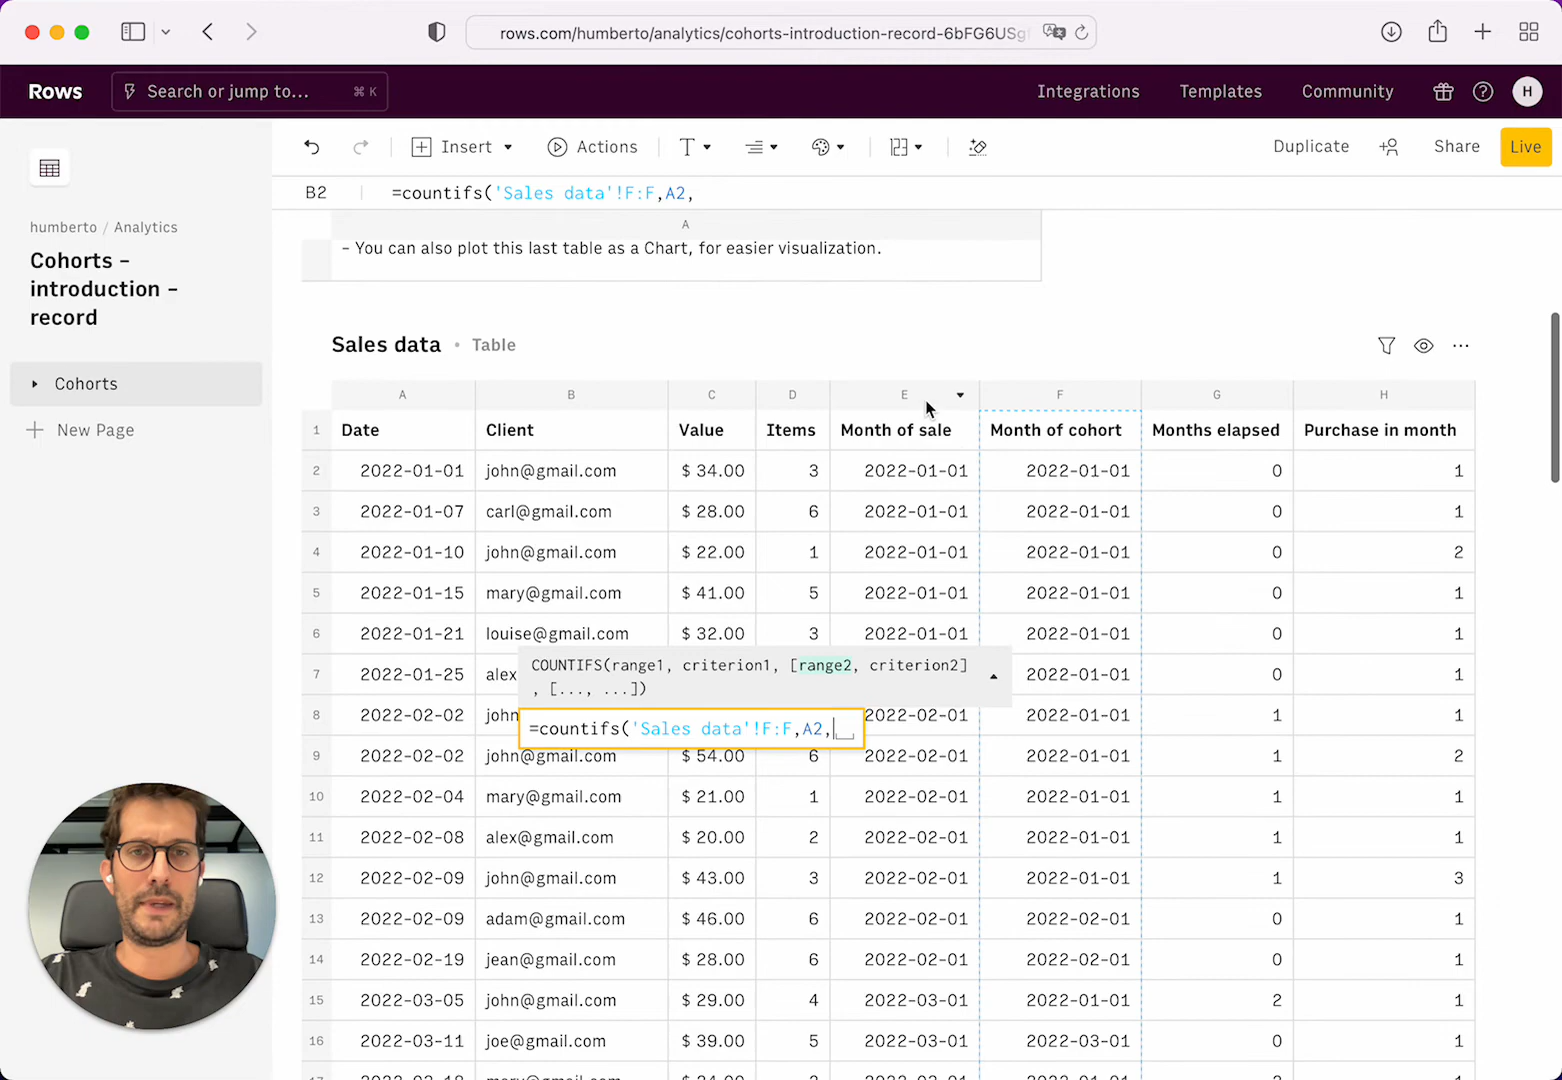 rows.com/humberto/analytics/cohorts-introduction-record-6bFG6USg
Rows
Search or jump to...
⌘ K
Integrations
Templates
Community
H
Insert
Actions
Duplicate
Share
Live
B2
=countifs('Sales data'!F:F,A2,
humberto / Analytics
Cohorts -
introduction -
record
Cohorts
New Page
A
- You can also plot this last table as a Chart, for easier visualization.
Sales data • Table
A B C D E F G H
1 Date Client Value Items Month of sale Month of cohort Months elapsed Purchase in month
2 2022-01-01 john@gmail.com $ 34.00 3 2022-01-01 2022-01-01 0 1
3 2022-01-07 carl@gmail.com $ 28.00 6 2022-01-01 2022-01-01 0 1
4 2022-01-10 john@gmail.com $ 22.00 1 2022-01-01 2022-01-01 0 2
5 2022-01-15 mary@gmail.com $ 41.00 5 2022-01-01 2022-01-01 0 1
6 2022-01-21 louise@gmail.com $ 32.00 3 2022-01-01 2022-01-01 0 1
COUNTIFS(range1, criterion1, [range2, criterion2]
, [..., ...])
7 2022-01-25 alex 2022-01-01 0 1
8 2022-02-02 john 2022-02-01 2022-01-01 1 1
=countifs('Sales data'!F:F,A2,
9 2022-02-02 john@gmail.com $ 54.00 6 2022-02-01 2022-01-01 1 2
10 2022-02-04 mary@gmail.com $ 21.00 1 2022-02-01 2022-01-01 1 1
11 2022-02-08 alex@gmail.com $ 20.00 2 2022-02-01 2022-01-01 1 1
12 2022-02-09 john@gmail.com $ 43.00 3 2022-02-01 2022-01-01 1 3
13 2022-02-09 adam@gmail.com $ 46.00 6 2022-02-01 2022-02-01 0 1
14 2022-02-19 jean@gmail.com $ 28.00 6 2022-02-01 2022-02-01 0 1
15 2022-03-05 john@gmail.com $ 29.00 4 2022-03-01 2022-01-01 2 1
16 2022-03-11 joe@gmail.com $ 39.00 5 2022-03-01 2022-03-01 0 1